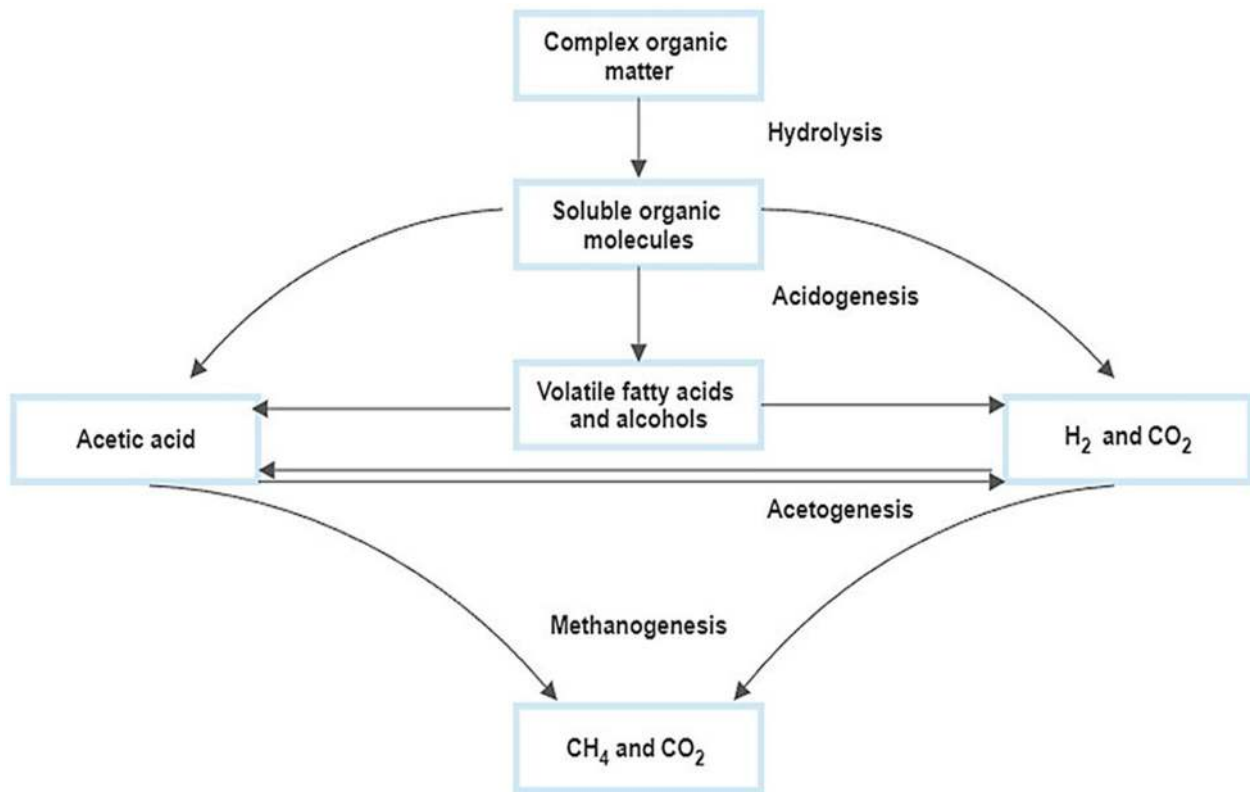 Complex organic
matter
Hydrolysis
Soluble organic
molecules
Acidogenesis
Volatile fatty acids
and alcohols
Acetic acid
H₂ and CO₂
Acetogenesis
Methanogenesis
CH₄ and CO₂